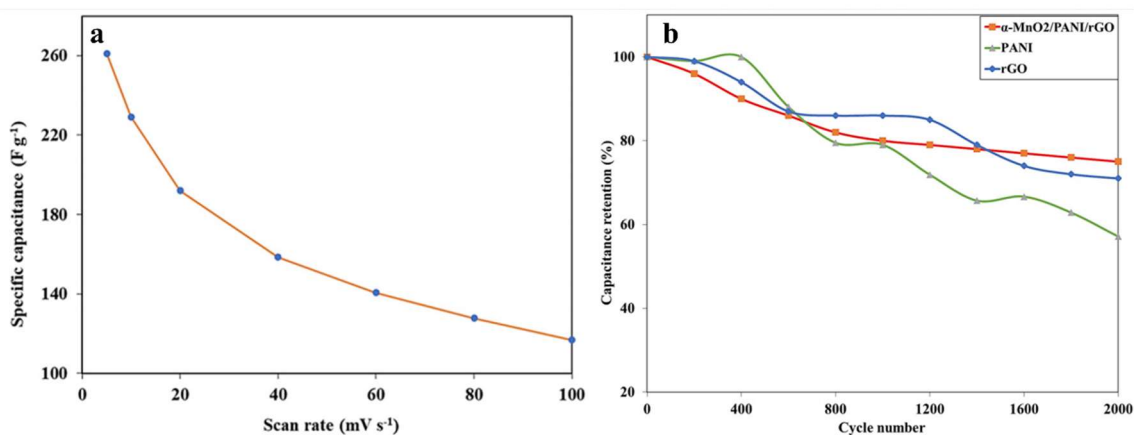 a
Specific capacitance (F g⁻¹)
260
220
180
140
100
0
20
40
60
80
100
Scan rate (mV s⁻¹)
b
α-MnO2/PANI/rGO
PANI
rGO
Capacitance retention (%)
100
80
60
40
20
0
400
800
1200
1600
2000
Cycle number